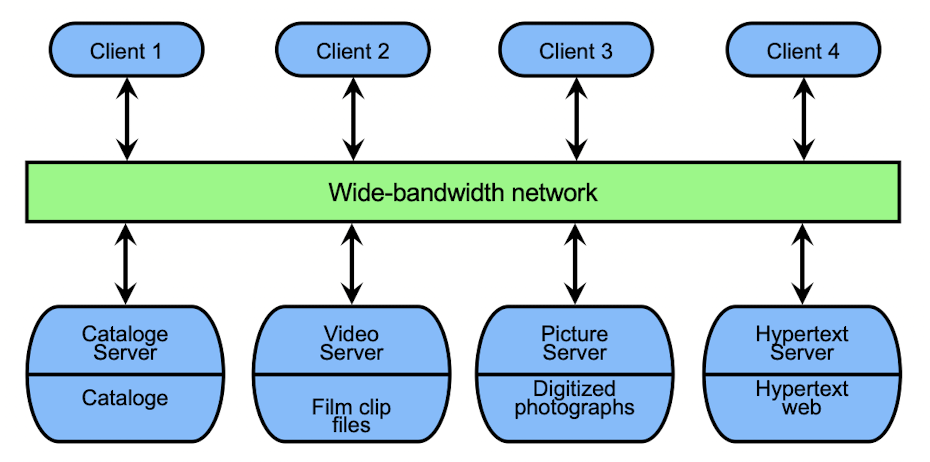 Client 1
Client 2
Client 3
Client 4
Wide-bandwidth network
Cataloge
Server
Cataloge
Video
Server
Film clip
files
Picture
Server
Digitized
photographs
Hypertext
Server
Hypertext
web